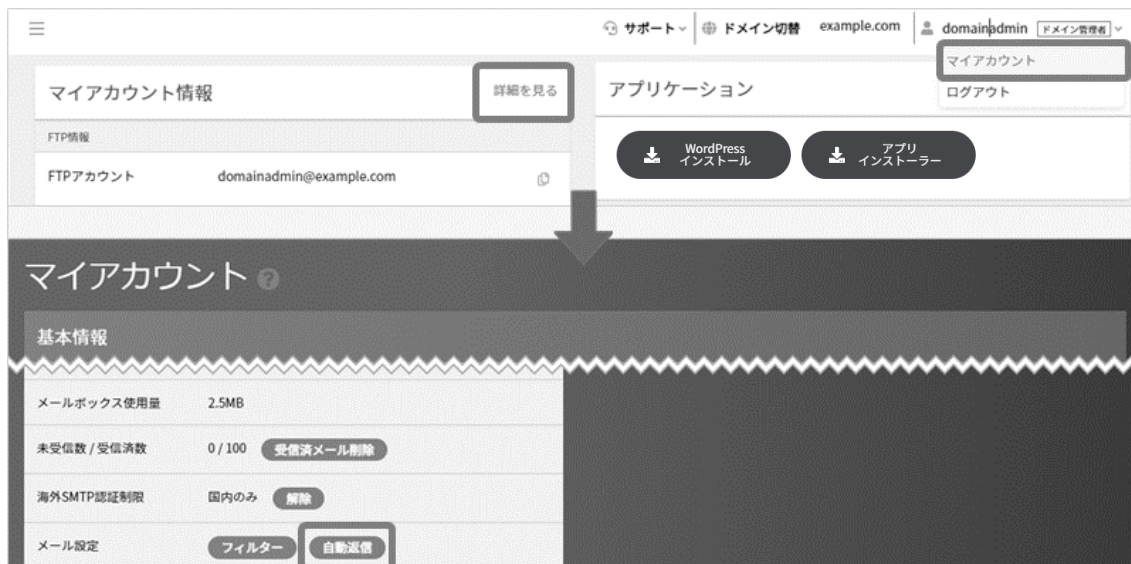 サポート
ドメイン切替
example.com
domainadmin ドメイン管理者
マイアカウント
ログアウト
マイアカウント情報 詳細を見る
FTP情報
FTPアカウント domainadmin@example.com
アプリケーション
WordPress
インストール
アプリ
インストーラー
マイアカウント ?
基本情報
メールボックス使用量 2.5MB
未受信数 / 受信済数 0 / 100 受信済メール削除
海外SMTP認証制限 国内のみ 解除
メール設定 フィルター 自動返信